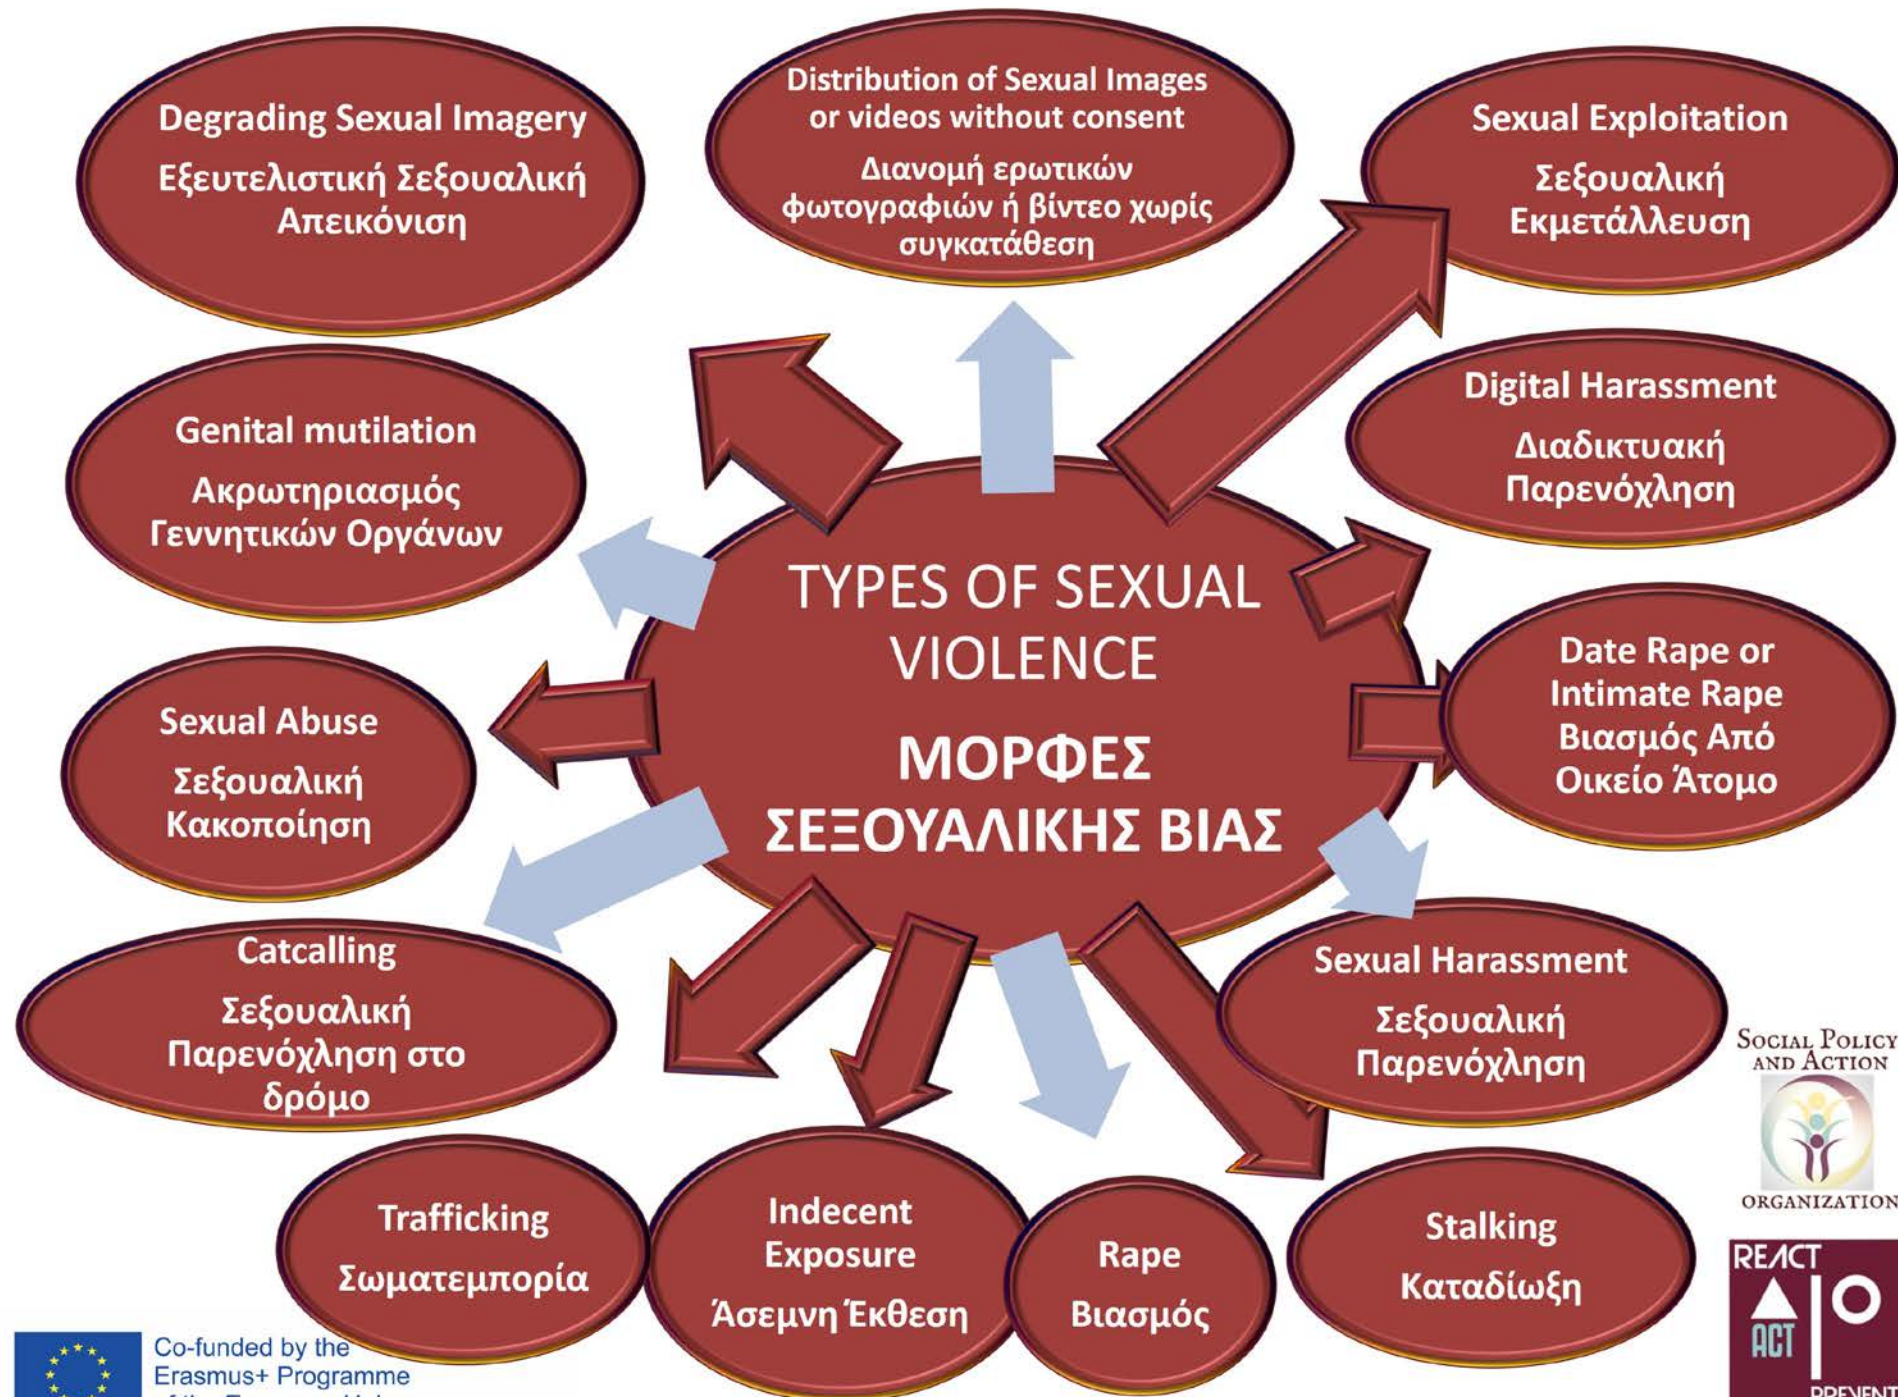 Degrading Sexual Imagery
Εξευτελιστική Σεξουαλική
Απεικόνιση
Distribution of Sexual Images
or videos without consent
Διανομή ερωτικών
φωτογραφιών ή βίντεο χωρίς
συγκατάθεση
Sexual Exploitation
Σεξουαλική
Εκμετάλλευση
Genital mutilation
Ακρωτηριασμός
Γεννητικών Οργάνων
Digital Harassment
Διαδικτυακή
Παρενόχληση
TYPES OF SEXUAL
VIOLENCE
ΜΟΡΦΕΣ
ΣΕΞΟΥΑΛΙΚΗΣ ΒΙΑΣ
Sexual Abuse
Σεξουαλική
Κακοποίηση
Date Rape or
Intimate Rape
Βιασμός Από
Οικείο Άτομο
Catcalling
Σεξουαλική
Παρενόχληση στο
δρόμο
Sexual Harassment
Σεξουαλική
Παρενόχληση
Trafficking
Σωματεμπορία
Indecent
Exposure
Άσεμνη Έκθεση
Rape
Βιασμός
Stalking
Καταδίωξη
SOCIAL POLICY
AND ACTION
ORGANIZATION
REACT
ACT
PREVENT
Co-funded by the
Erasmus+ Programme
of the European